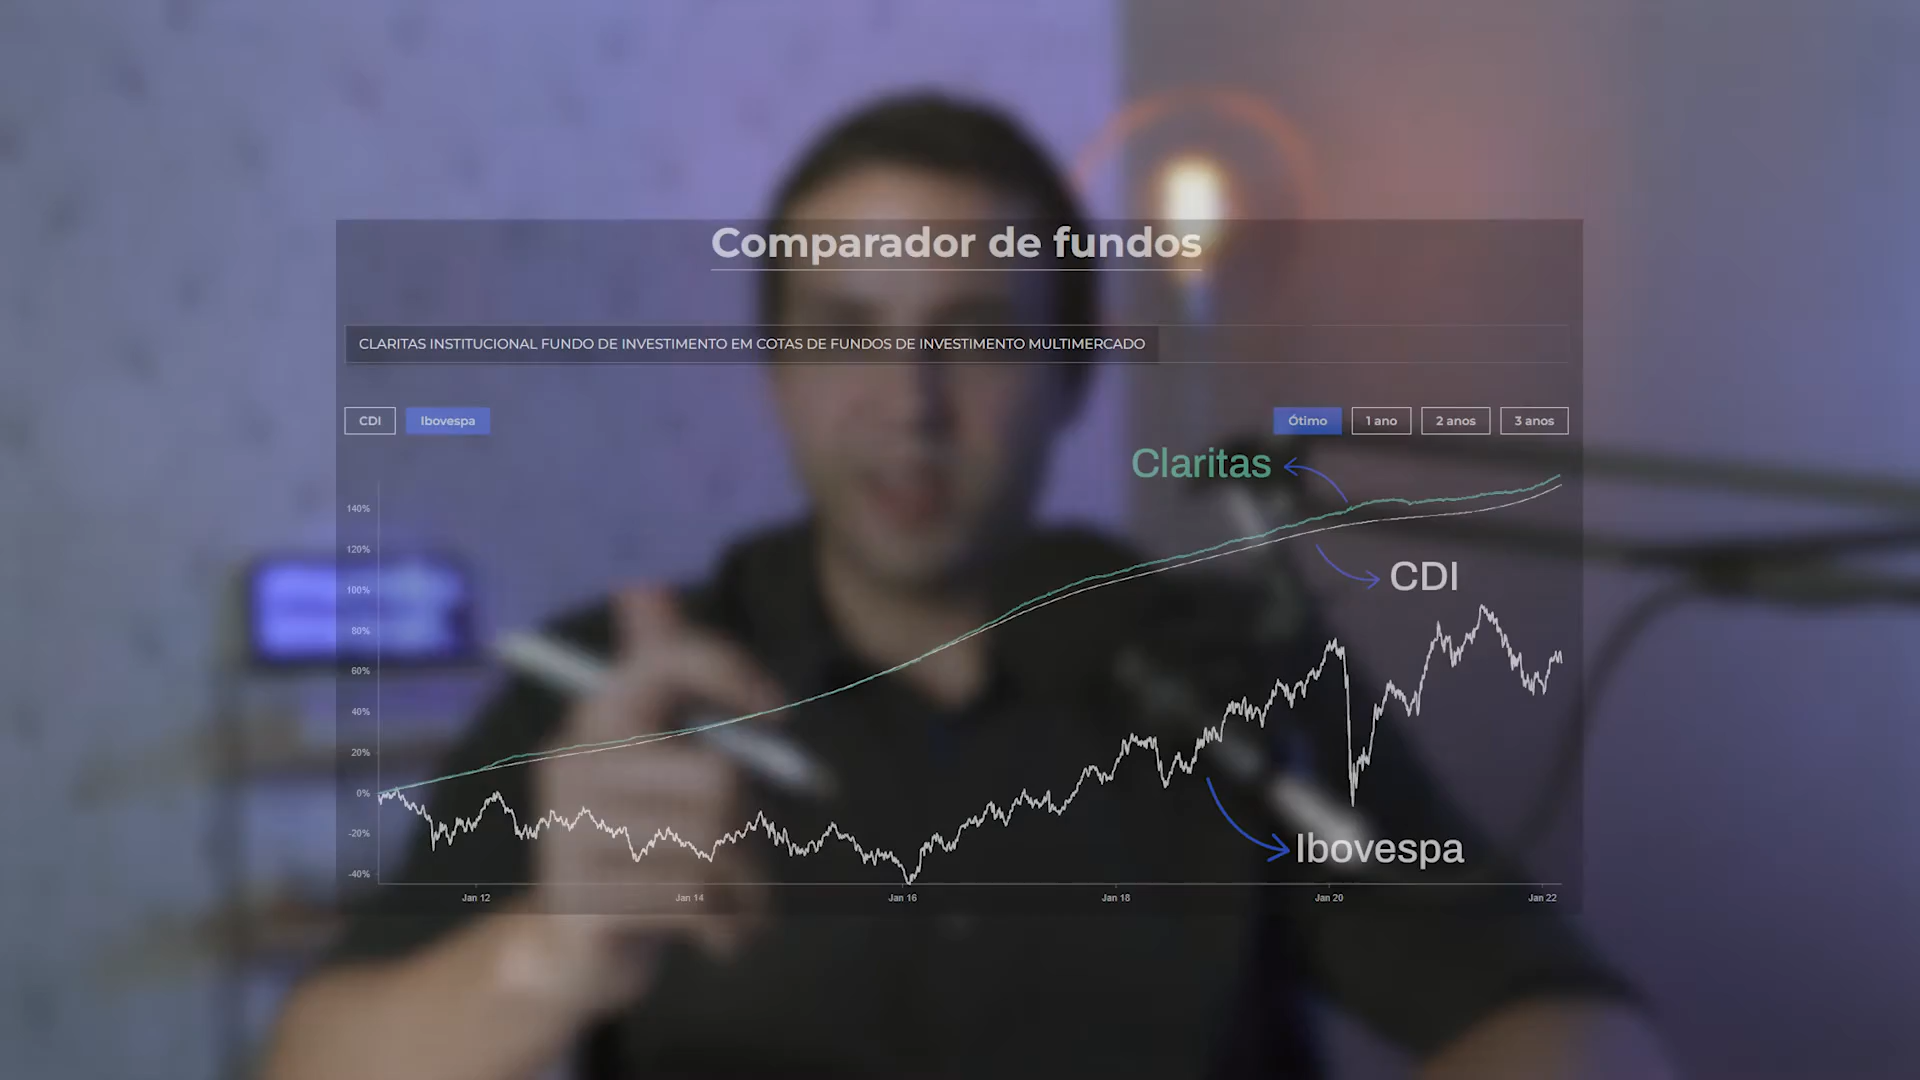 Comparador de fundos
CLARITAS INSTITUCIONAL FUNDO DE INVESTIMENTO EM COTAS DE FUNDOS DE INVESTIMENTO MULTIMERCADO
CDI Ibovespa Ótimo 1 ano 2 anos 3 anos
Claritas
140%
120%
CDI
100%
80%
60%
40%
20%
0%
-20%
Ibovespa
-40%
Jan 12 Jan 14 Jan 16 Jan 18 Jan 20 Jan 22